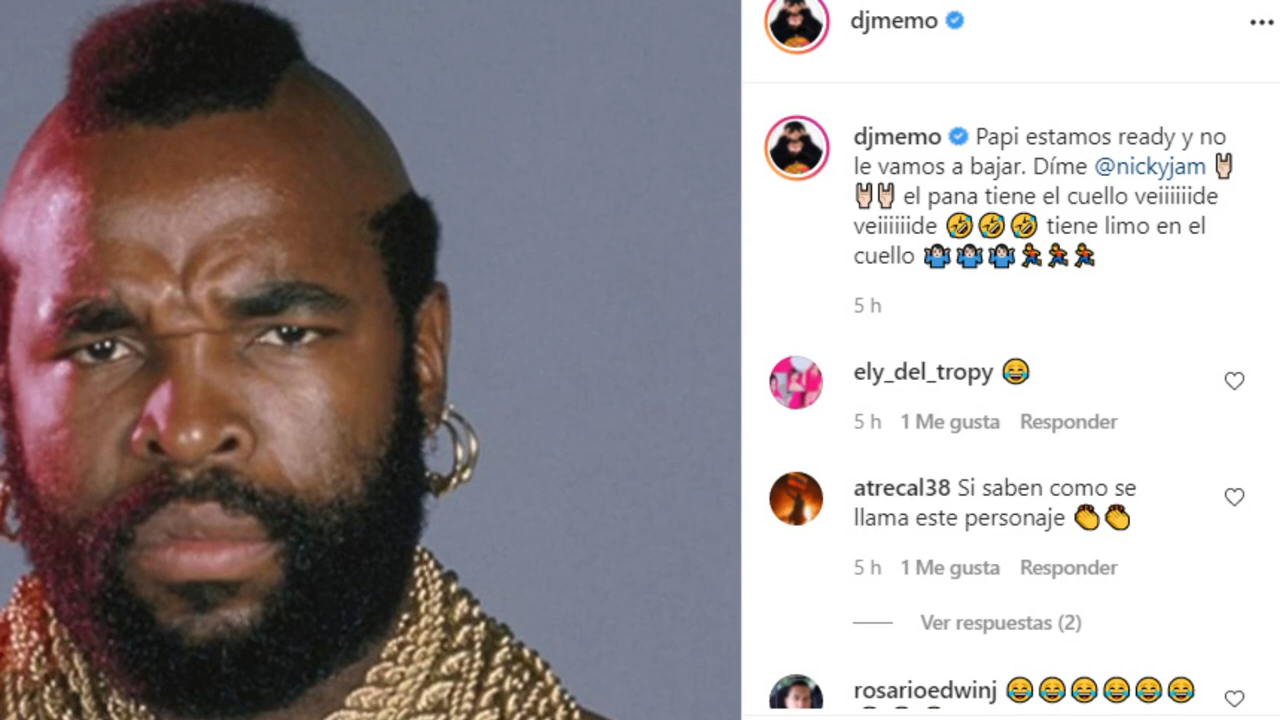 djmemo
djmemo Papi estamos ready y no
le vamos a bajar. Díme @nickyjam 🤘🏻
🤘🏻🤘🏻 el pana tiene el cuello veiiiiiide
veiiiiiide 🤣🤣🤣 tiene limo en el
cuello 🤷🏻‍♂️🤷🏻‍♂️🤷🏻‍♂️🏃🏃🏃
5 h
ely_del_tropy 😂
5 h 1 Me gusta Responder
atrecal38 Si saben como se
llama este personaje 👏👏
5 h 1 Me gusta Responder
Ver respuestas (2)
rosarioedwinj 😂😂😂😂😂😂